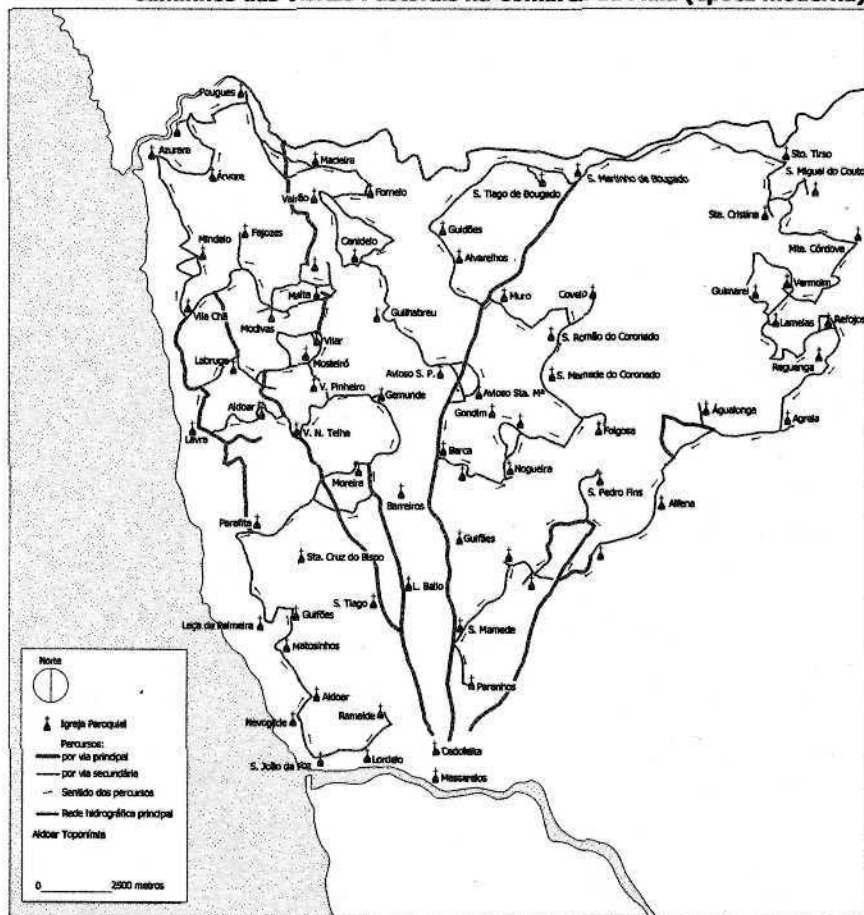 Caminhos das Visitas Pastorais na Comarca da Maia (época moderna)
Pougues
Azurara
Árvore
Macieira
Vairão
Fornelo
S. Tiago de Bougado
S. Martinho de Bougado
Sto. Tirso
S. Miguel do Couto
Sta. Cristina
Mte. Córdova
Guidões
Alvarelhos
Mindelo
Fajozes
Canidelo
Vila Chã
Malta
Modivas
Guilhabreu
Muro
Covelo
Guimarei
Vermoim
Lamelas
Refojos
Reguenga
Vilar
Mosteiró
Labruge
V. Pinheiro
Aldoar
Gemunde
Avioso S. P.
Avioso Sta. Mª
S. Romão do Coronado
S. Mamede do Coronado
Gondim
Folgosa
Águalonga
Agrela
Lavra
V. N. Telha
Barca
Nogueira
Moreira
Barreiros
S. Pedro Fins
Alfena
Perafita
Sta. Cruz do Bispo
Guifães
L. Balio
S. Tiago
Guifões
Leça da Palmeira
Matosinhos
S. Mamede
Paranhos
Aldoar
Nevogilde
Ramalde
S. João da Foz
Lordelo
Cedofeita
Massarelos
Norte
Igreja Paroquial
Percursos:
por via principal
por via secundária
Sentido dos percursos
Rede hidrográfica principal
Aldoar Toponímia
0 2500 metros